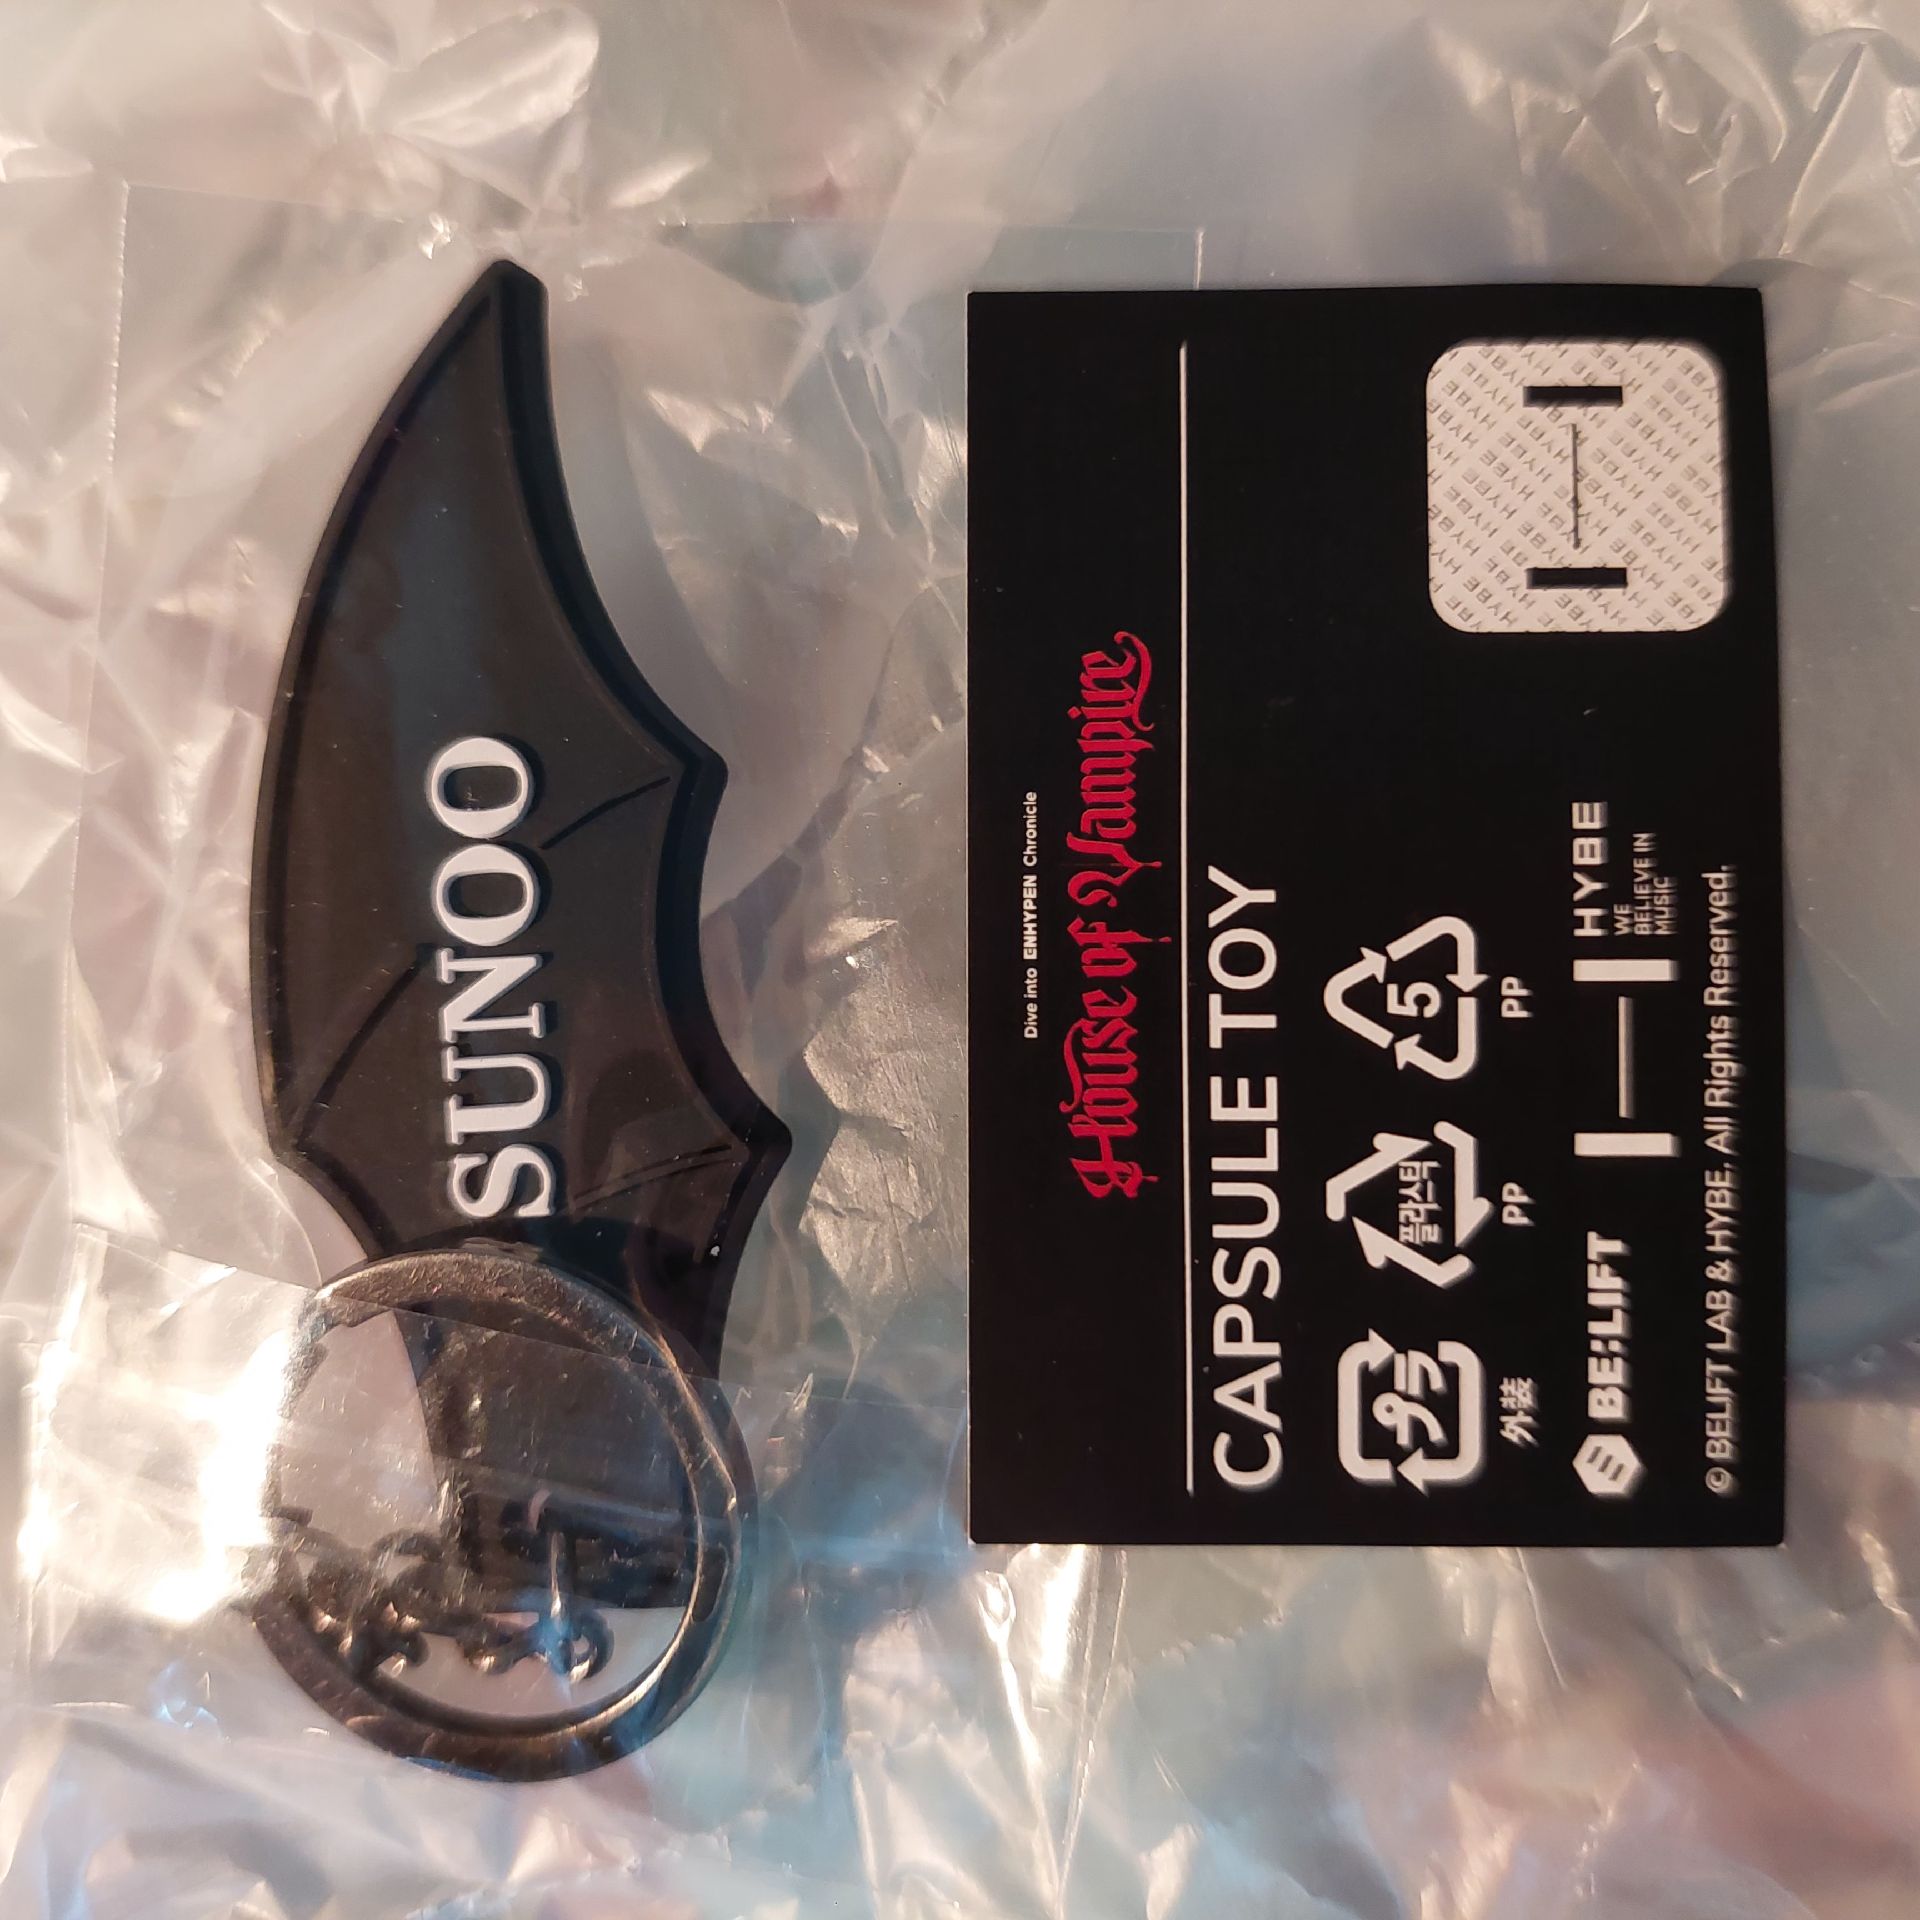 SUNOO
Dive into ENHYPEN Chronicle
House of Vampire
CAPSULE TOY
プラ
外装
플라스틱
PP
5
PP
BE:LIFT
HYBE
WE
BELIEVE IN
MUSIC
© BELIFT LAB & HYBE. All Rights Reserved.